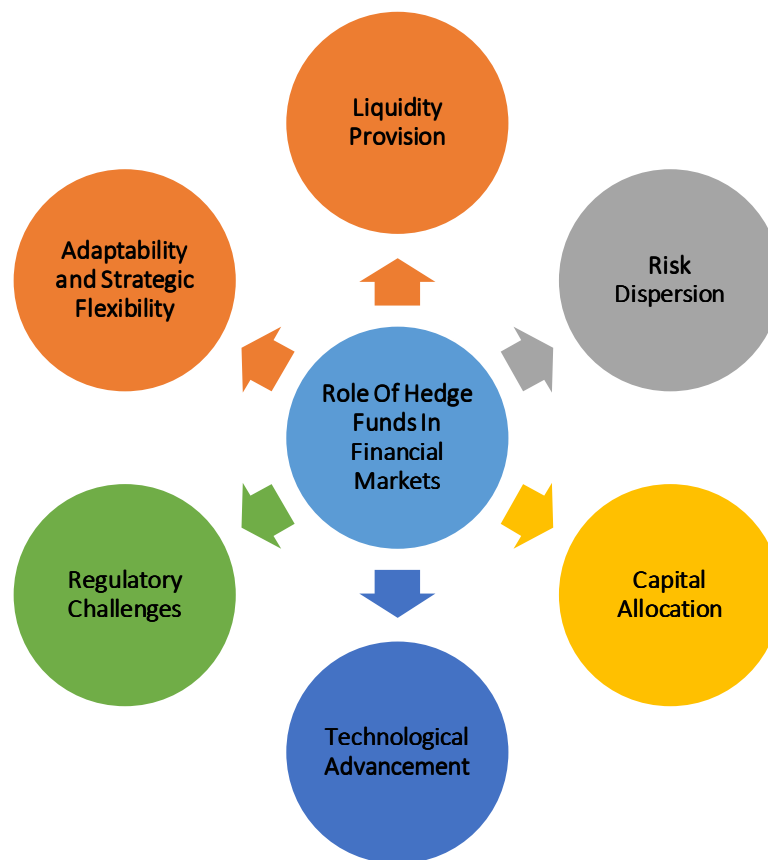 Liquidity
Provision
Adaptability
and Strategic
Flexibility
Risk
Dispersion
Role Of Hedge
Funds In
Financial
Markets
Regulatory
Challenges
Capital
Allocation
Technological
Advancement